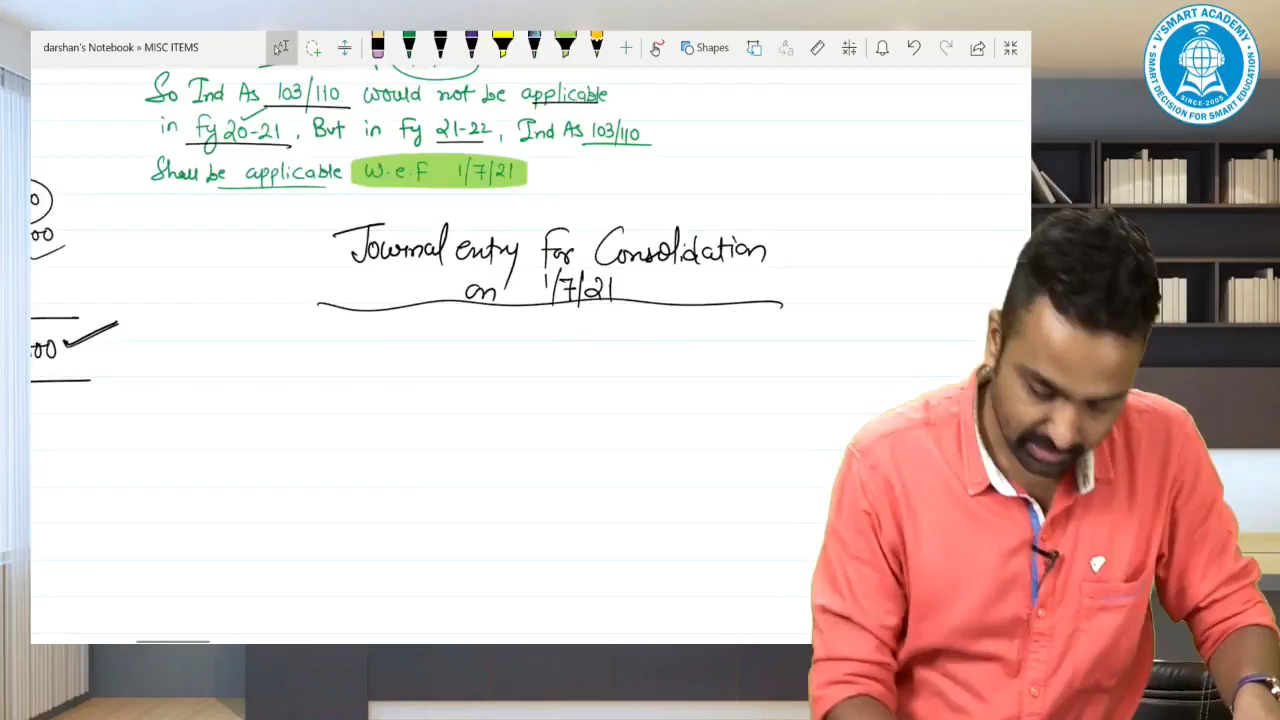 darshan's Notebook » MISC ITEMS
Shapes
V'SMART ACADEMY
SINCE-2005
SMART DECISION FOR SMART EDUCATION
So Ind As 103/110 would not be applicable
in Fy 20-21, But in Fy 21-22, Ind As 103/110
Shall be applicable W.e.f 1/7/21
Journal entry for Consolidation
on 1/7/21